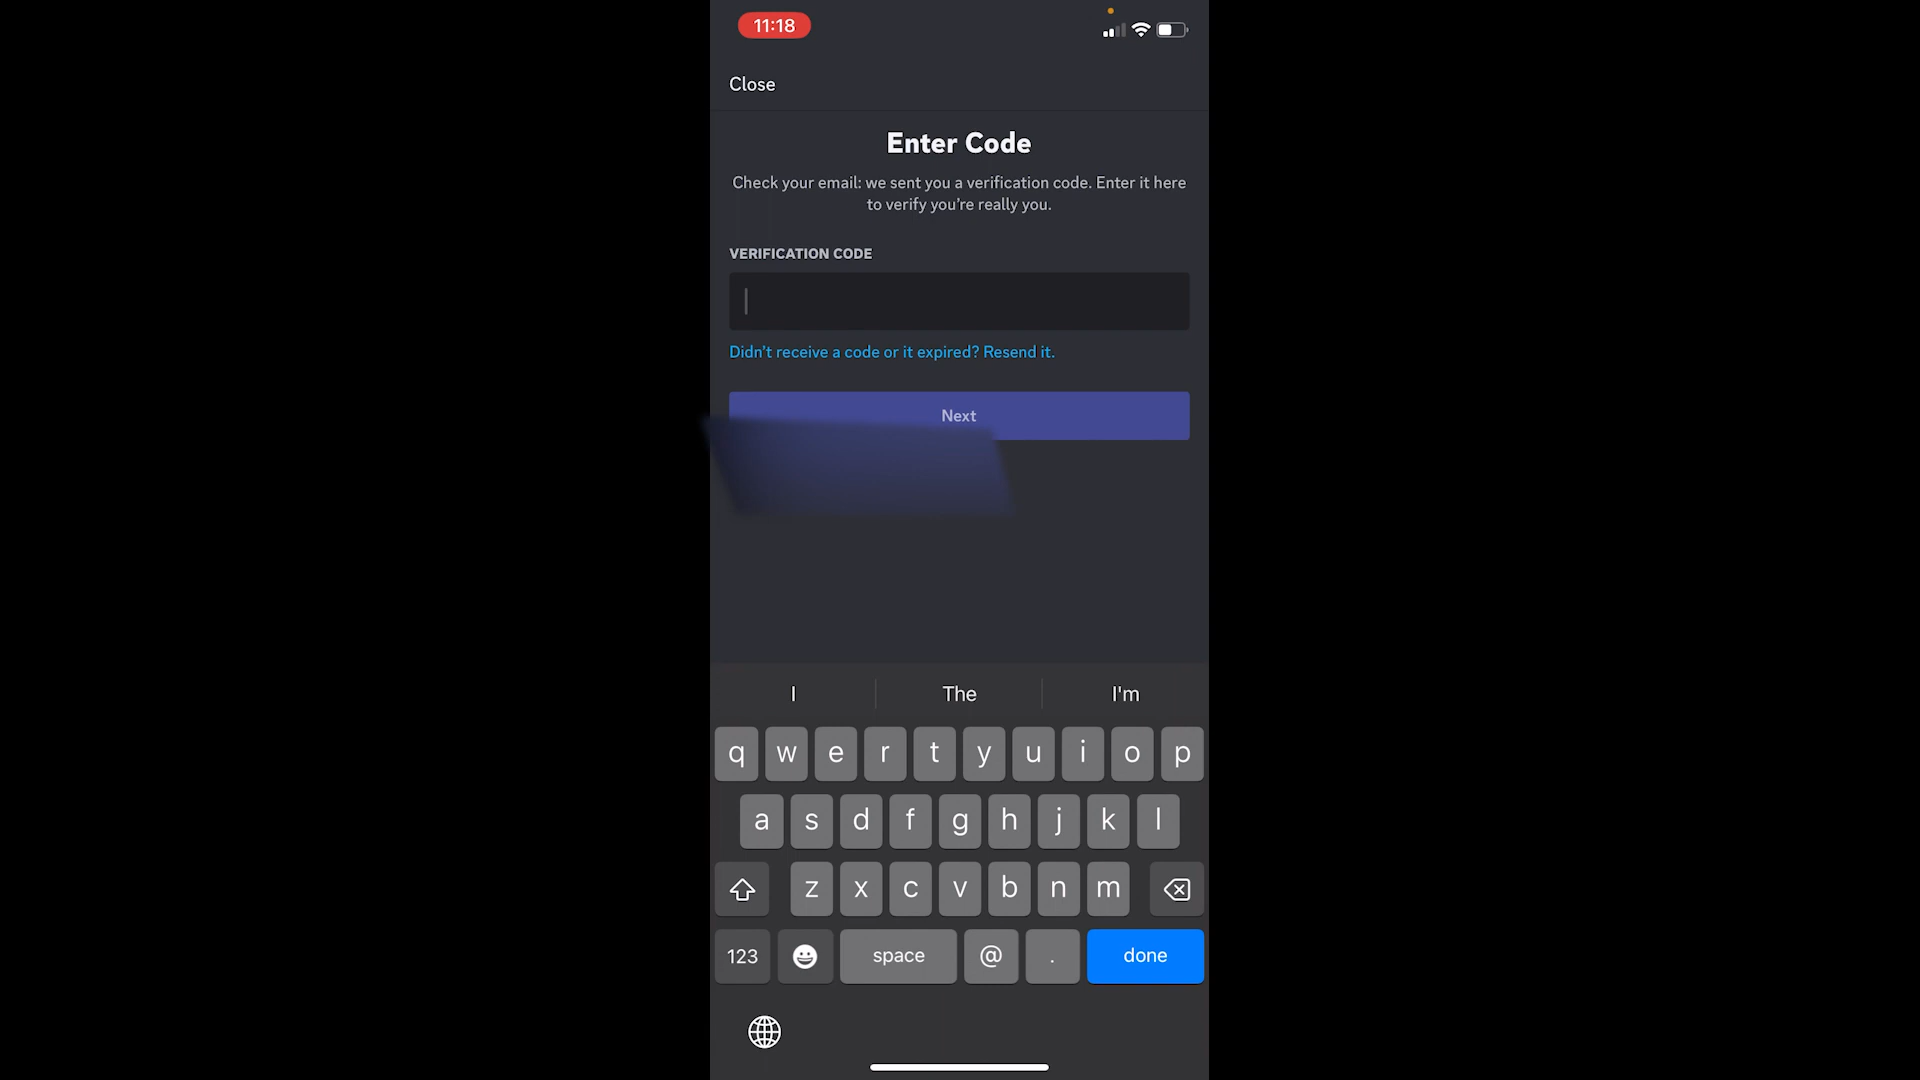 11:18
Close
Enter Code
Check your email: we sent you a verification code. Enter it here
to verify you're really you.
VERIFICATION CODE
Didn't receive a code or it expired? Resend it.
Next
I The I'm
q w e r t y u i o p
a s d f g h j k l
z x c v b n m
123 space @ . done